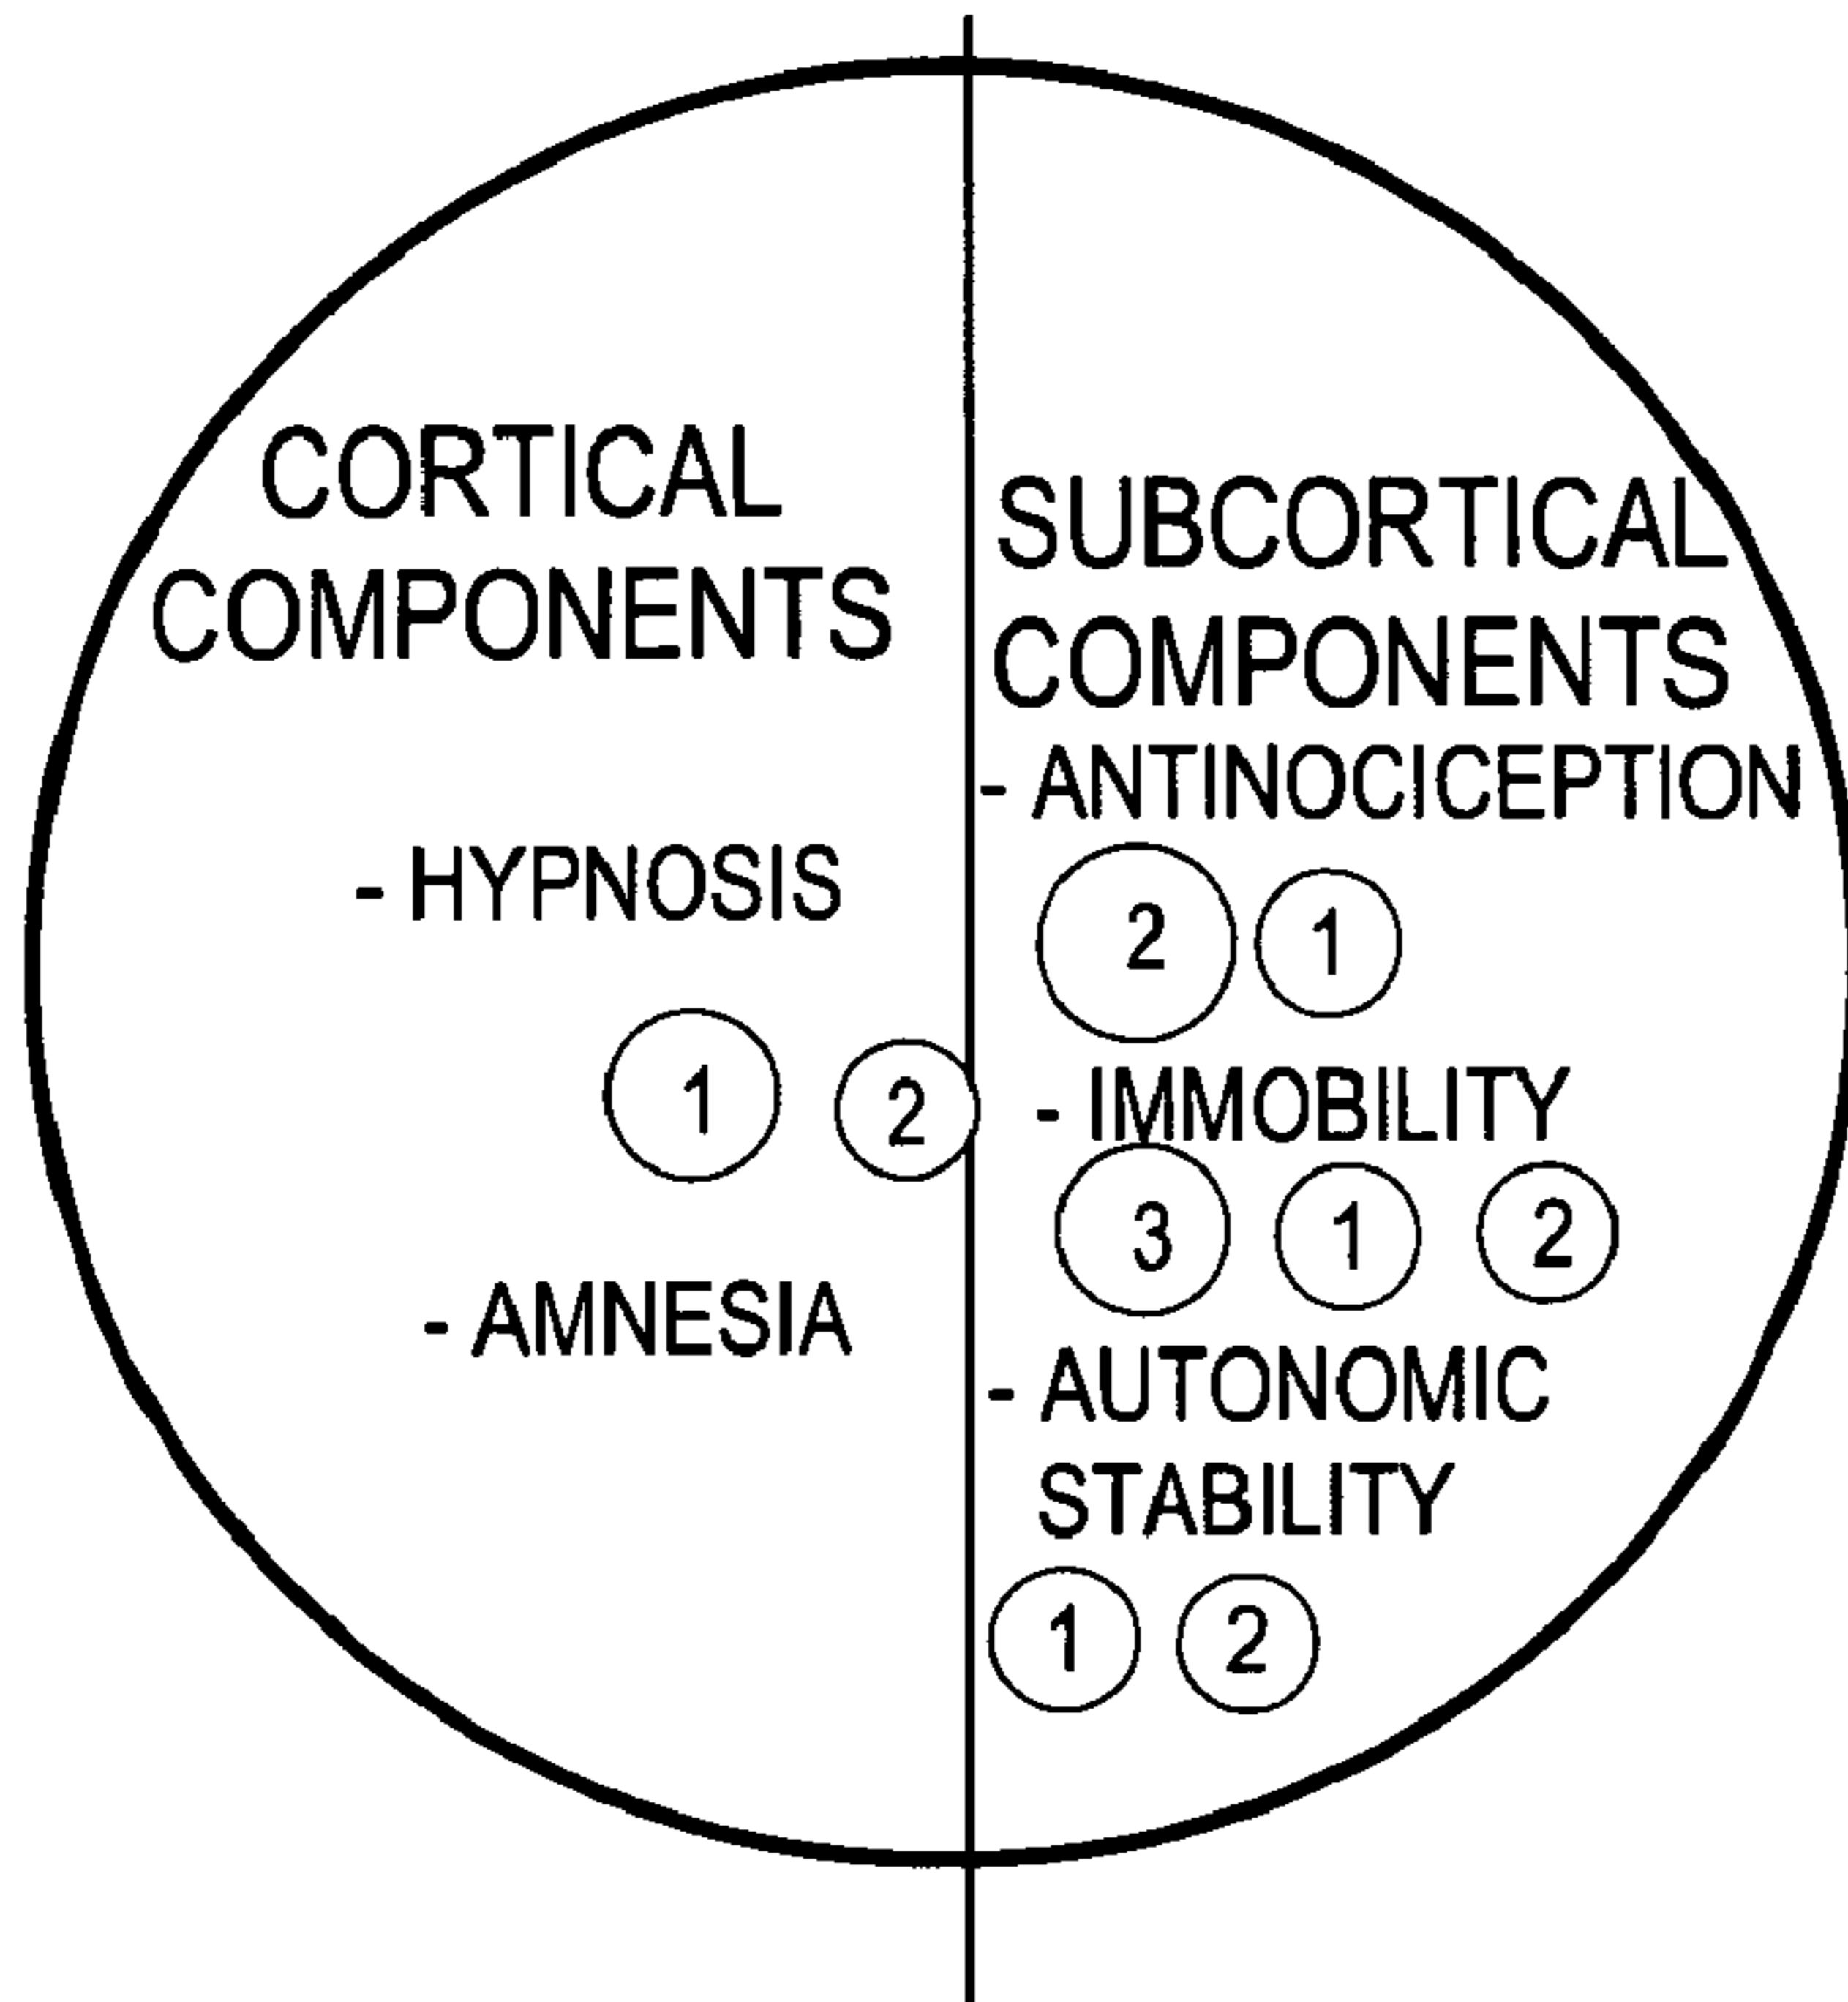 CORTICAL
COMPONENTS
- HYPNOSIS
1 2
- AMNESIA
SUBCORTICAL
COMPONENTS
- ANTINOCICEPTION
2 1
- IMMOBILITY
3 1 2
- AUTONOMIC
STABILITY
1 2